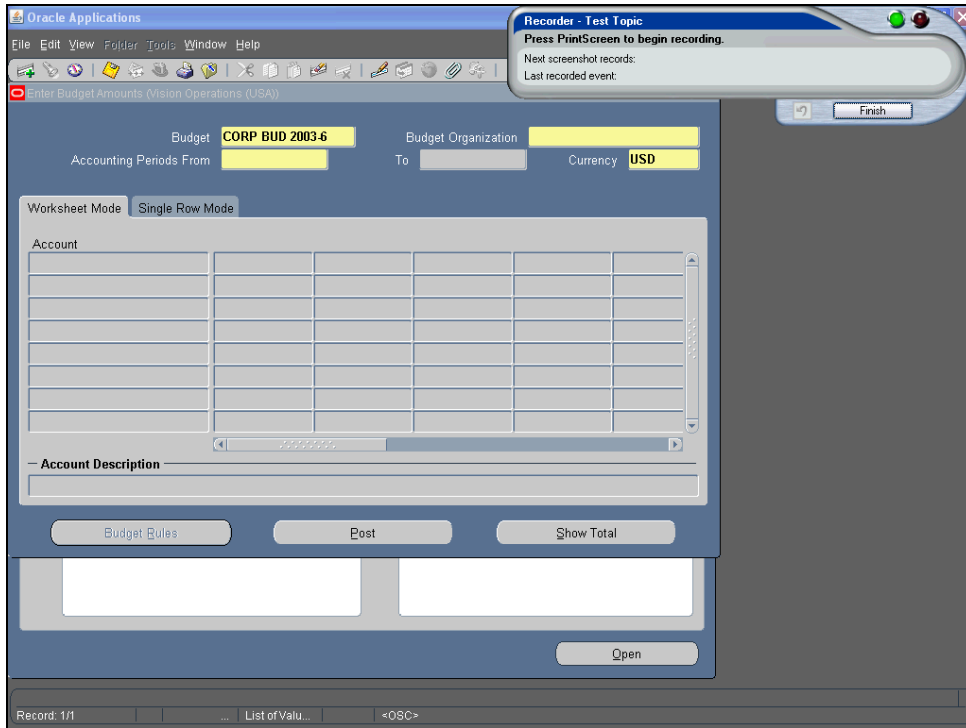 Oracle Applications
Recorder - Test Topic
Press PrintScreen to begin recording.
Next screenshot records:
Last recorded event:
Finish
File Edit View Folder Tools Window Help
Enter Budget Amounts (Vision Operations (USA))
Budget CORP BUD 2003-6 Budget Organization
Accounting Periods From To Currency USD
Worksheet Mode Single Row Mode
Account
Account Description
Budget Rules Post Show Total
Open
Record: 1/1 ... List of Valu... <OSC>